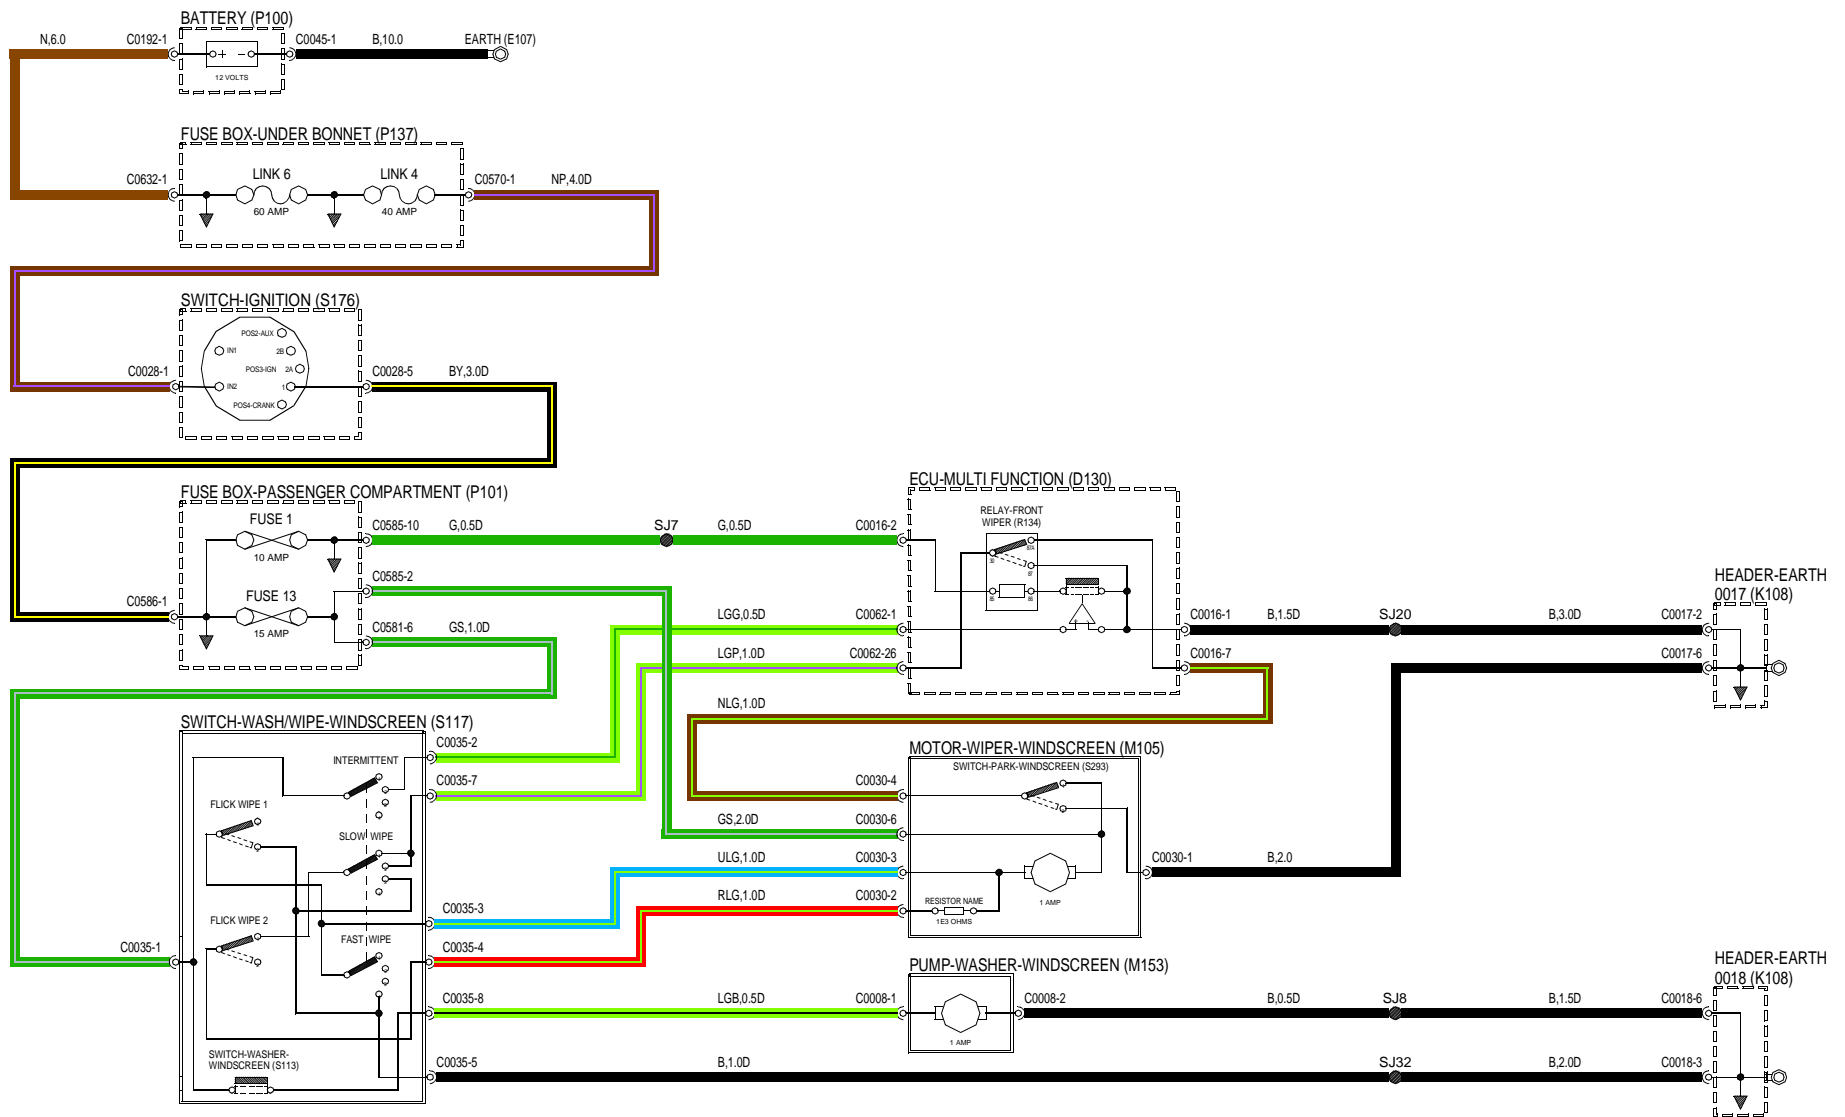 BATTERY (P100)
N,6.0
C0192-1
+ -
12 VOLTS
C0045-1
B,10.0
EARTH (E107)
FUSE BOX-UNDER BONNET (P137)
C0632-1
LINK 6
60 AMP
LINK 4
40 AMP
C0570-1
NP,4.0D
SWITCH-IGNITION (S176)
POS2-AUX
IN1
2B
POS3-IGN
2A
C0028-1
IN2
1
POS4-CRANK
C0028-5
BY,3.0D
FUSE BOX-PASSENGER COMPARTMENT (P101)
FUSE 1
10 AMP
C0585-10
G,0.5D
SJ7
G,0.5D
C0016-2
C0585-2
C0586-1
FUSE 13
15 AMP
C0581-6
GS,1.0D
ECU-MULTI FUNCTION (D130)
RELAY-FRONT
WIPER (R134)
87A
30
87
85
86
LGG,0.5D
C0062-1
LGP,1.0D
C0062-26
C0016-1
B,1.5D
SJ20
B,3.0D
C0017-2
C0016-7
C0017-6
HEADER-EARTH
0017 (K108)
NLG,1.0D
SWITCH-WASH/WIPE-WINDSCREEN (S117)
C0035-2
INTERMITTENT
C0035-7
FLICK WIPE 1
SLOW WIPE
C0035-3
FLICK WIPE 2
FAST WIPE
C0035-1
C0035-4
C0035-8
SWITCH-WASHER-
WINDSCREEN (S113)
C0035-5
MOTOR-WIPER-WINDSCREEN (M105)
SWITCH-PARK-WINDSCREEN (S293)
C0030-4
GS,2.0D
C0030-6
ULG,1.0D
C0030-3
RLG,1.0D
C0030-2
RESISTOR NAME
1E3 OHMS
1 AMP
C0030-1
B,2.0
PUMP-WASHER-WINDSCREEN (M153)
LGB,0.5D
C0008-1
1 AMP
C0008-2
B,0.5D
SJ8
B,1.5D
C0018-6
B,1.0D
SJ32
B,2.0D
C0018-3
HEADER-EARTH
0018 (K108)